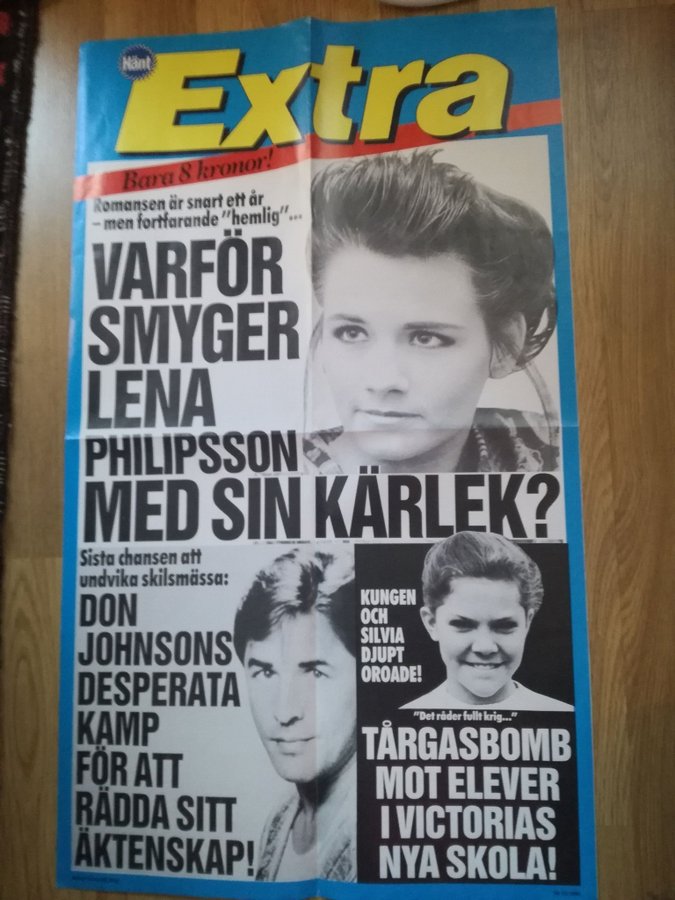 Hänt
Extra
Bara 8 kronor!
Romansen är snart ett år
– men fortfarande "hemlig"...
VARFÖR
SMYGER
LENA
PHILIPSSON
MED SIN KÄRLEK?
Sista chansen att
undvika skilsmässa:
DON
JOHNSONS
DESPERATA
KAMP
FÖR ATT
RÄDDA SITT
ÄKTENSKAP!
KUNGEN
OCH
SILVIA
DJUPT
OROADE!
"Det råder fullt krig..."
TÅRGASBOMB
MOT ELEVER
I VICTORIAS
NYA SKOLA!